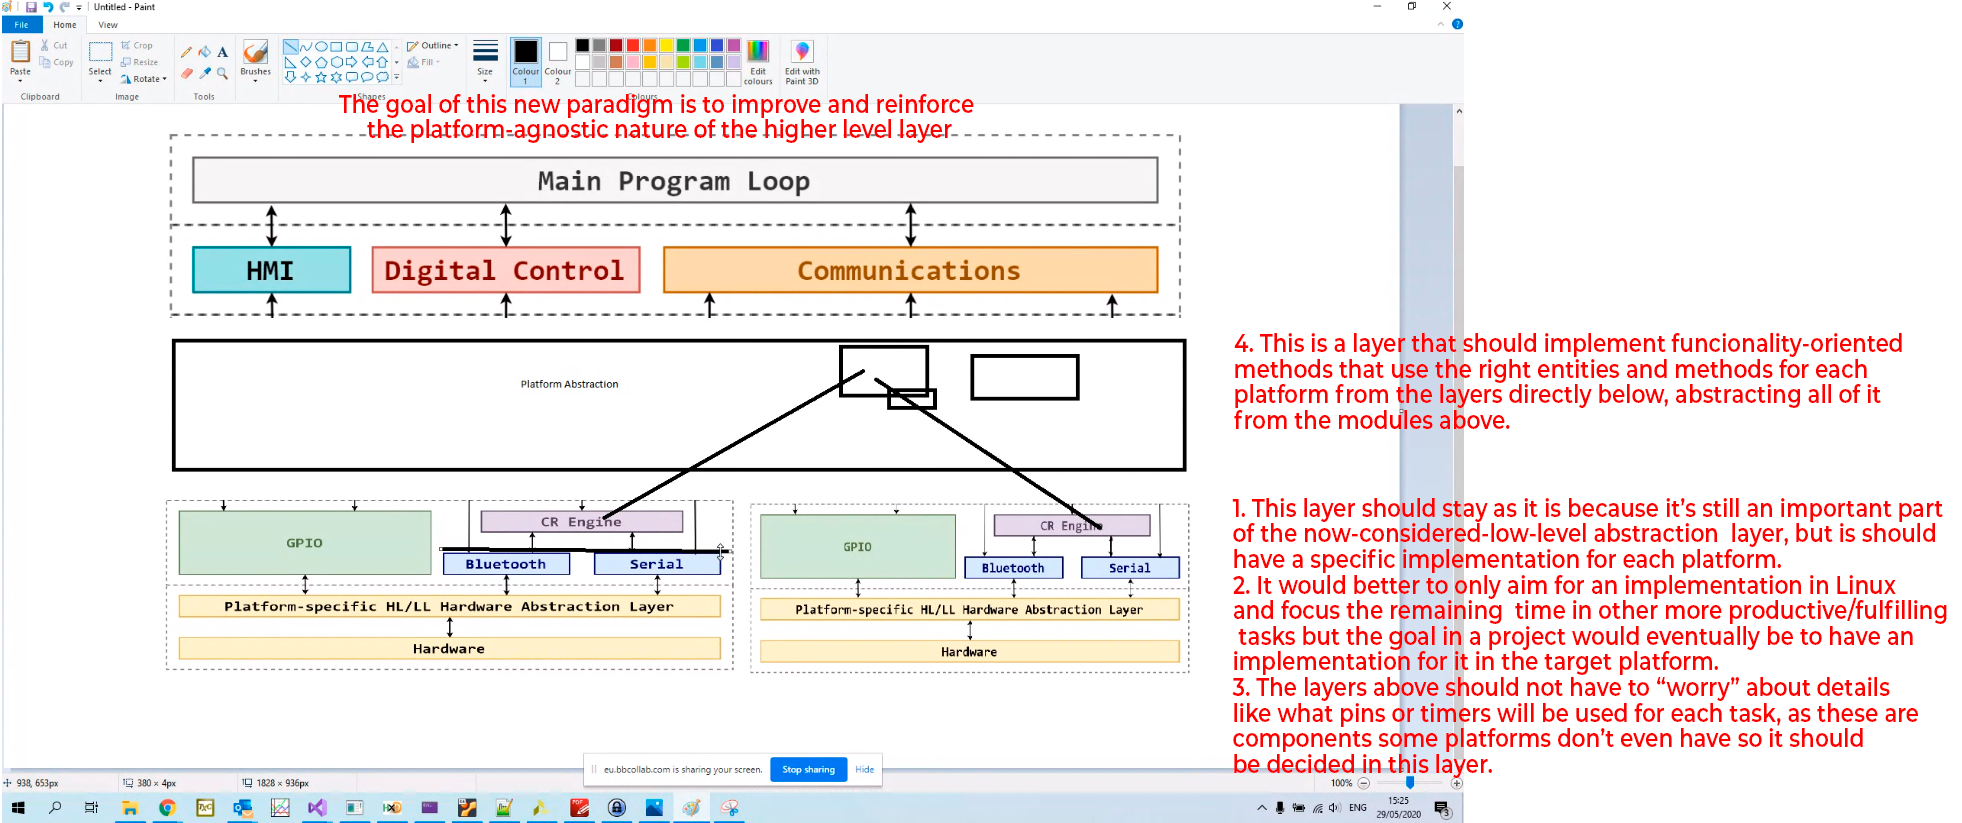 Untitled - Paint
File
Home
View
Paste
Cut
Copy
Clipboard
Select
Crop
Resize
Rotate
Image
Tools
Brushes
Outline
Fill
Shapes
Size
Colour
1
Colour
2
Edit
colours
Edit with
Paint 3D
Colours
The goal of this new paradigm is to improve and reinforce
the platform-agnostic nature of the higher level layer
Main Program Loop
HMI
Digital Control
Communications
Platform Abstraction
4. This is a layer that should implement funcionality-oriented
methods that use the right entities and methods for each
platform from the layers directly below, abstracting all of it
from the modules above.
GPIO
CR Engine
Bluetooth
Serial
Platform-specific HL/LL Hardware Abstraction Layer
Hardware
GPIO
CR Engine
Bluetooth
Serial
Platform-specific HL/LL Hardware Abstraction Layer
Hardware
1. This layer should stay as it is because it’s still an important part
of the now-considered-low-level abstraction layer, but is should
have a specific implementation for each platform.
2. It would better to only aim for an implementation in Linux
and focus the remaining time in other more productive/fulfilling
tasks but the goal in a project would eventually be to have an
implementation for it in the target platform.
3. The layers above should not have to “worry” about details
like what pins or timers will be used for each task, as these are
components some platforms don’t even have so it should
be decided in this layer.
eu.bbcollab.com is sharing your screen.
Stop sharing
Hide
938, 653px
380 × 4px
1828 × 936px
100%
ENG
15:25
29/05/2020
3